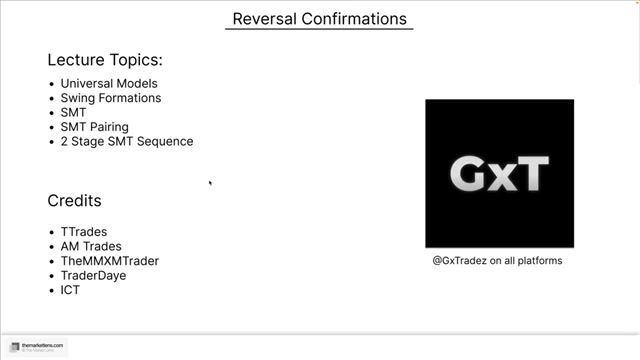 Reversal Confirmations
Lecture Topics:
• Universal Models
• Swing Formations
• SMT
• SMT Pairing
• 2 Stage SMT Sequence
GxT
@GxTradez on all platforms
Credits
• TTrades
• AM Trades
• TheMMXMTrader
• TraderDaye
• ICT
themarketlens.com